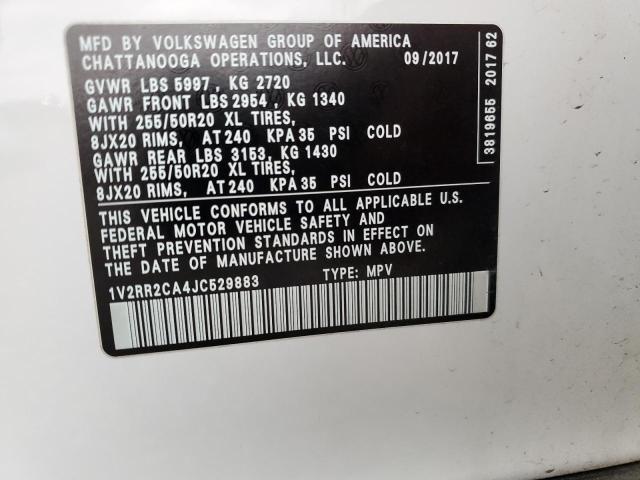 MFD BY VOLKSWAGEN GROUP OF AMERICA
CHATTANOOGA OPERATIONS, LLC. 09/2017
GVWR LBS 5997 , KG 2720
GAWR FRONT LBS 2954 , KG 1340
WITH 255/50R20 XL TIRES,
8JX20 RIMS, AT 240 KPA 35 PSI COLD
GAWR REAR LBS 3153, KG 1430
WITH 255/50R20 XL TIRES,
8JX20 RIMS, AT 240 KPA 35 PSI COLD
THIS VEHICLE CONFORMS TO ALL APPLICABLE U.S.
FEDERAL MOTOR VEHICLE SAFETY AND
THEFT PREVENTION STANDARDS IN EFFECT ON
THE DATE OF MANUFACTURE SHOWN ABOVE.
1V2RR2CA4JC529883 TYPE: MPV
3819655 2017 62